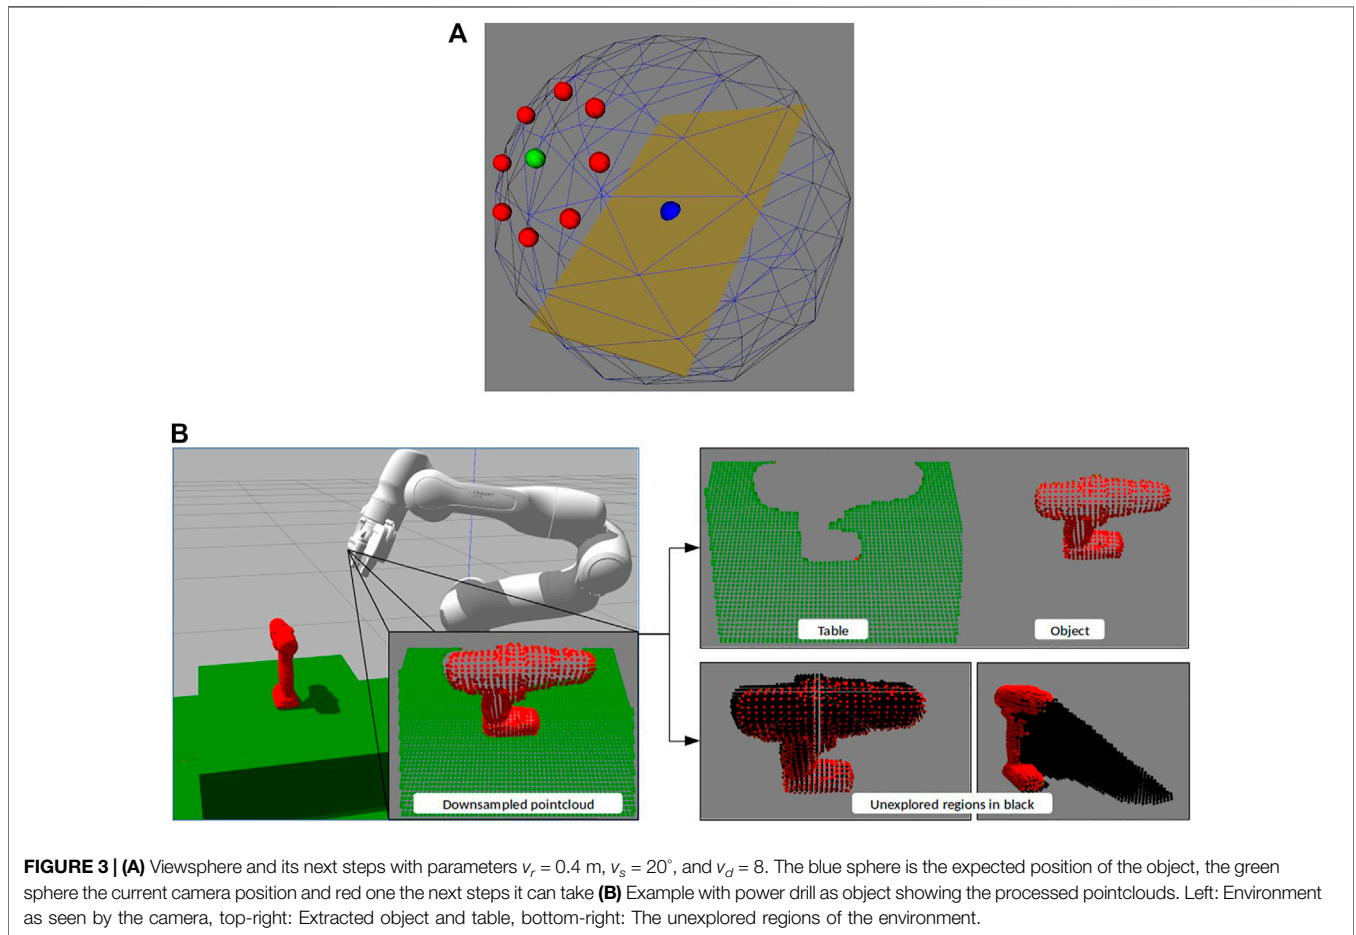 A
B
Table
Object
Downsampled pointcloud
Unexplored regions in black
FIGURE 3 | (A) Viewsphere and its next steps with parameters vr = 0.4 m, vs = 20°, and vd = 8. The blue sphere is the expected position of the object, the green
sphere the current camera position and red one the next steps it can take (B) Example with power drill as object showing the processed pointclouds. Left: Environment
as seen by the camera, top-right: Extracted object and table, bottom-right: The unexplored regions of the environment.